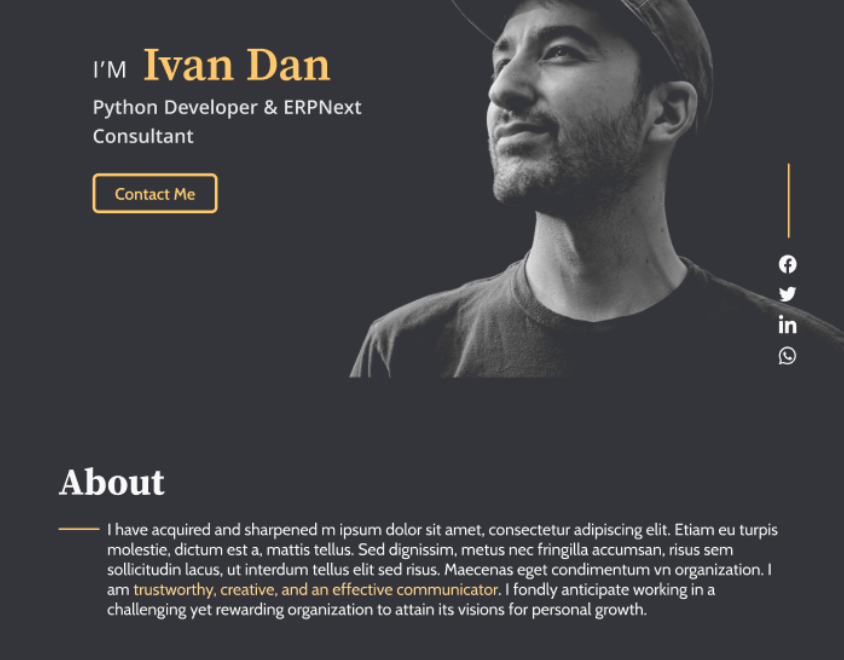 I'M Ivan Dan
Python Developer & ERPNext
Consultant
Contact Me
About
I have acquired and sharpened m ipsum dolor sit amet, consectetur adipiscing elit. Etiam eu turpis
molestie, dictum est a, mattis tellus. Sed dignissim, metus nec fringilla accumsan, risus sem
sollicitudin lacus, ut interdum tellus elit sed risus. Maecenas eget condimentum vn organization. I
am trustworthy, creative, and an effective communicator. I fondly anticipate working in a
challenging yet rewarding organization to attain its visions for personal growth.